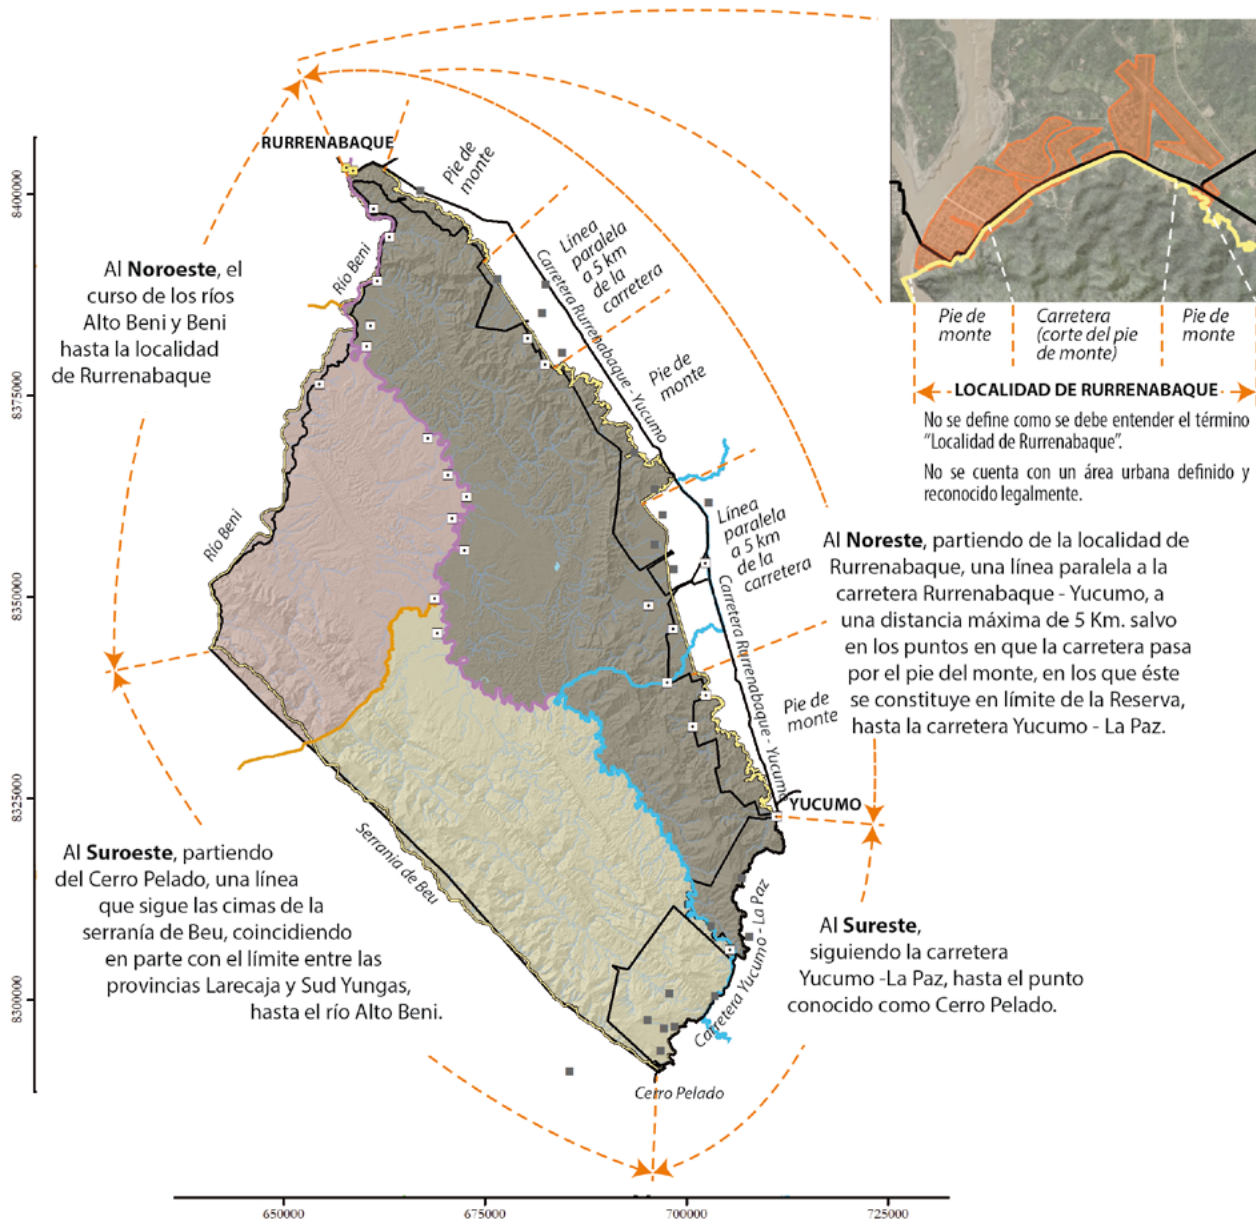 RURRENABAQUE
Pie de
monte
Línea
paralela
a 5 km
de la
carretera
Carretera Rurrenabaque - Yucumo
Pie de
monte
Río Beni
Al Noroeste, el
curso de los ríos
Alto Beni y Beni
hasta la localidad
de Rurrenabaque
Pie de
monte
Carretera
(corte del pie
de monte)
Pie de
monte
LOCALIDAD DE RURRENABAQUE
No se define como se debe entender el término
“Localidad de Rurrenabaque”.
No se cuenta con un área urbana definido y
reconocido legalmente.
Río Beni
Línea
paralela
a 5 km
de la
carretera
Carretera Rurrenabaque - Yucumo
Al Noreste, partiendo de la localidad de
Rurrenabaque, una línea paralela a la
carretera Rurrenabaque - Yucumo, a
una distancia máxima de 5 Km. salvo
en los puntos en que la carretera pasa
por el pie del monte, en los que éste
se constituye en límite de la Reserva,
hasta la carretera Yucumo - La Paz.
Pie de
monte
YUCUMO
Serranía de Beu
Al Suroeste, partiendo
del Cerro Pelado, una línea
que sigue las cimas de la
serranía de Beu, coincidiendo
en parte con el límite entre las
provincias Larecaja y Sud Yungas,
hasta el río Alto Beni.
Carretera Yucumo - La Paz
Al Sureste,
siguiendo la carretera
Yucumo -La Paz, hasta el punto
conocido como Cerro Pelado.
Cerro Pelado
8400000
8375000
8350000
8325000
8300000
650000
675000
700000
725000